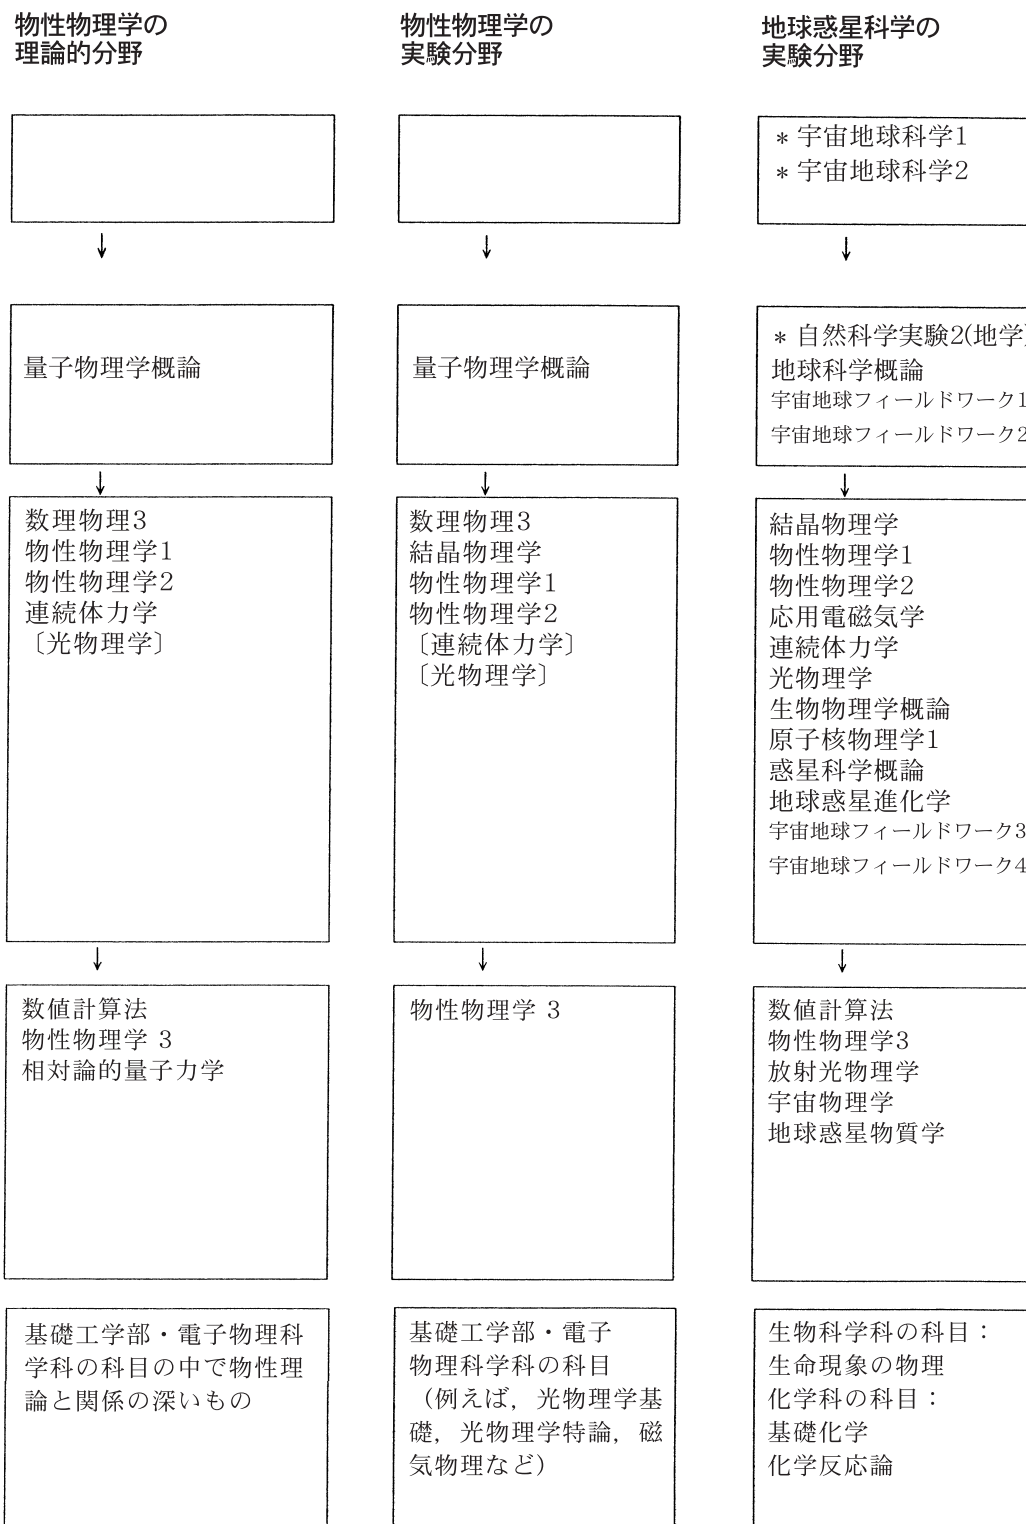 物性物理学の
理論的分野
量子物理学概論
数理物理3
物性物理学1
物性物理学2
連続体力学
〔光物理学〕
数値計算法
物性物理学 3
相対論的量子力学
基礎工学部・電子物理科
学科の科目の中で物性理
論と関係の深いもの
物性物理学の
実験分野
量子物理学概論
数理物理3
結晶物理学
物性物理学1
物性物理学2
〔連続体力学〕
〔光物理学〕
物性物理学 3
基礎工学部・電子
物理科学科の科目
（例えば，光物理学基
礎，光物理学特論，磁
気物理など）
地球惑星科学の
実験分野
* 宇宙地球科学1
* 宇宙地球科学2
* 自然科学実験2(地学)
地球科学概論
宇宙地球フィールドワーク1
宇宙地球フィールドワーク2
結晶物理学
物性物理学1
物性物理学2
応用電磁気学
連続体力学
光物理学
生物物理学概論
原子核物理学1
惑星科学概論
地球惑星進化学
宇宙地球フィールドワーク3
宇宙地球フィールドワーク4
数値計算法
物性物理学3
放射光物理学
宇宙物理学
地球惑星物質学
生物科学科の科目：
生命現象の物理
化学科の科目：
基礎化学
化学反応論